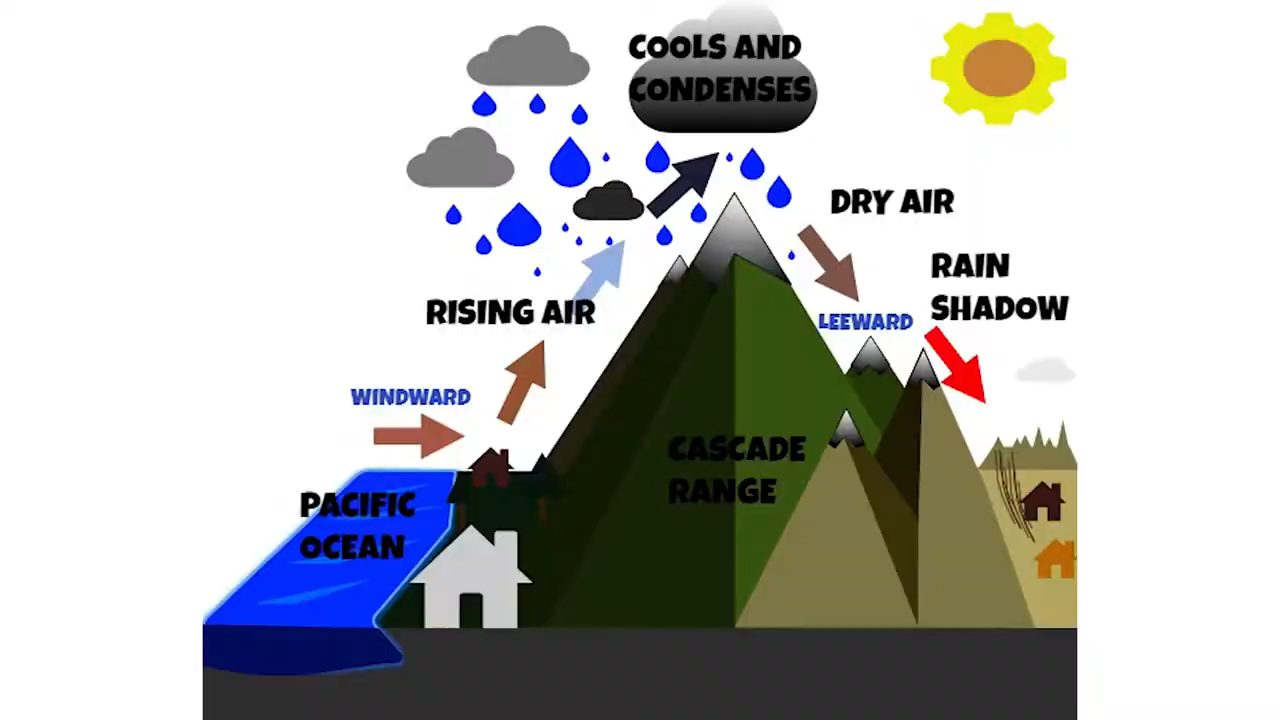 COOLS AND
CONDENSES
DRY AIR
RAIN
SHADOW
RISING AIR
LEEWARD
WINDWARD
CASCADE
RANGE
PACIFIC
OCEAN